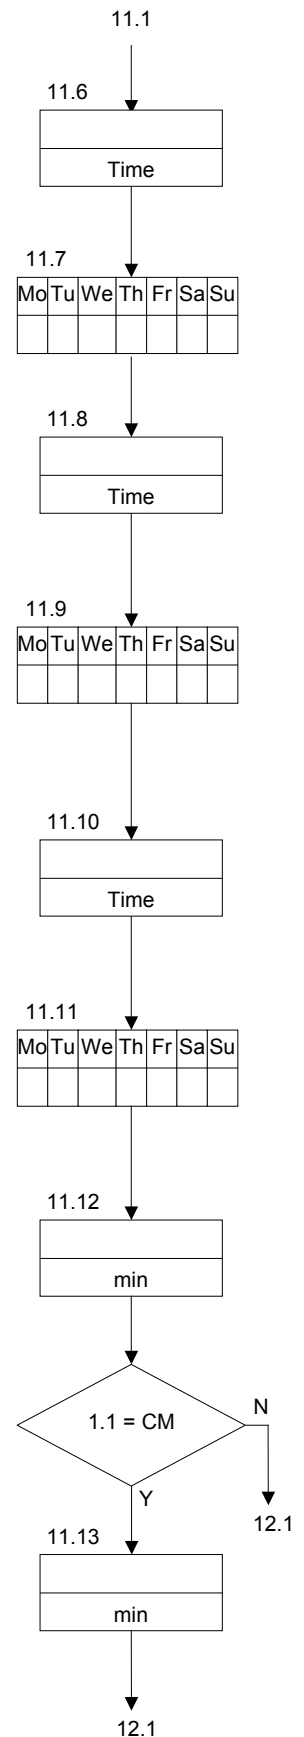 11.1
11.6
Time
11.7
Mo Tu We Th Fr Sa Su
11.8
Time
11.9
Mo Tu We Th Fr Sa Su
11.10
Time
11.11
Mo Tu We Th Fr Sa Su
11.12
min
1.1 = CM
N
Y
12.1
11.13
min
12.1